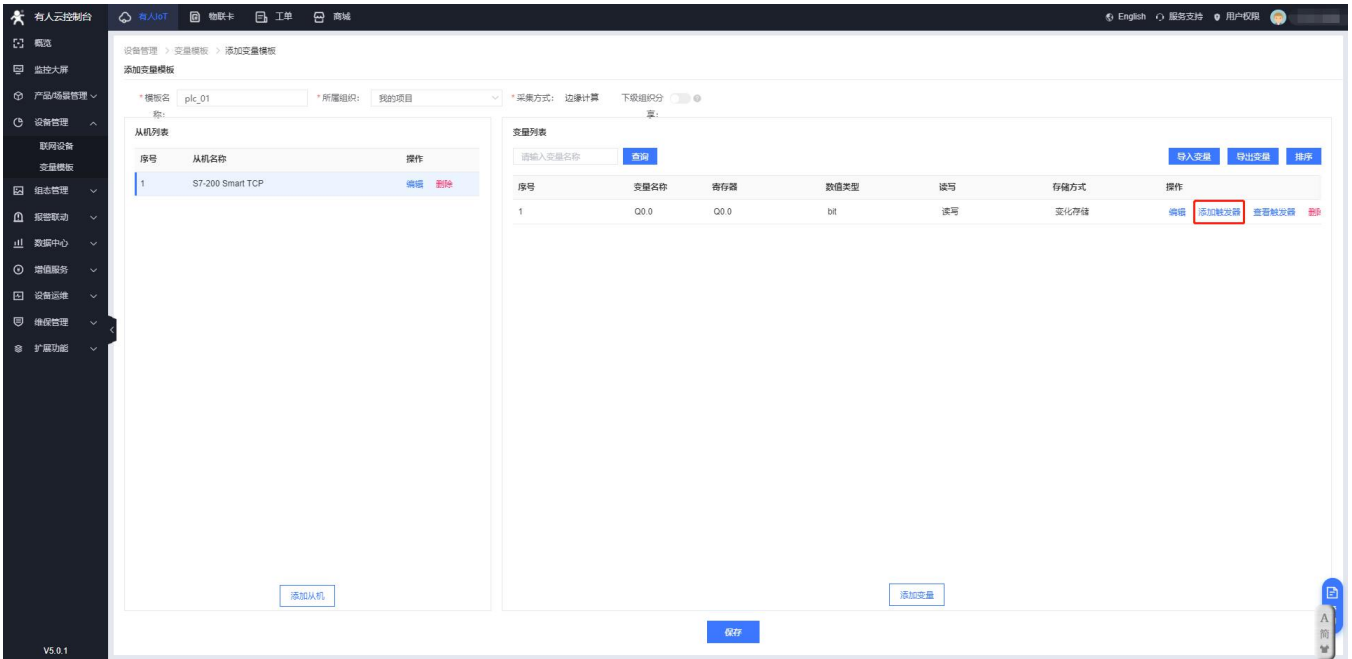 有人云控制台
有人IoT
物联卡
工单
商城
English
服务支持
用户权限
概览
监控大屏
产品/场景管理
设备管理
联网设备
变量模板
组态管理
报警联动
数据中心
增值服务
设备运维
维保管理
扩展功能
V5.0.1
设备管理 > 变量模板 > 添加变量模板
添加变量模板
*模板名称: plc_01
*所属组织: 我的项目
*采集方式: 边缘计算
下级组织分享:
从机列表
序号 从机名称 操作
1 S7-200 Smart TCP 编辑 删除
添加从机
变量列表
请输入变量名称 查询 导入变量 导出变量 排序
序号 变量名称 寄存器 数值类型 读写 存储方式 操作
1 Q0.0 Q0.0 bit 读写 变化存储 编辑 添加触发器 查看触发器 删
添加变量
保存
A
简